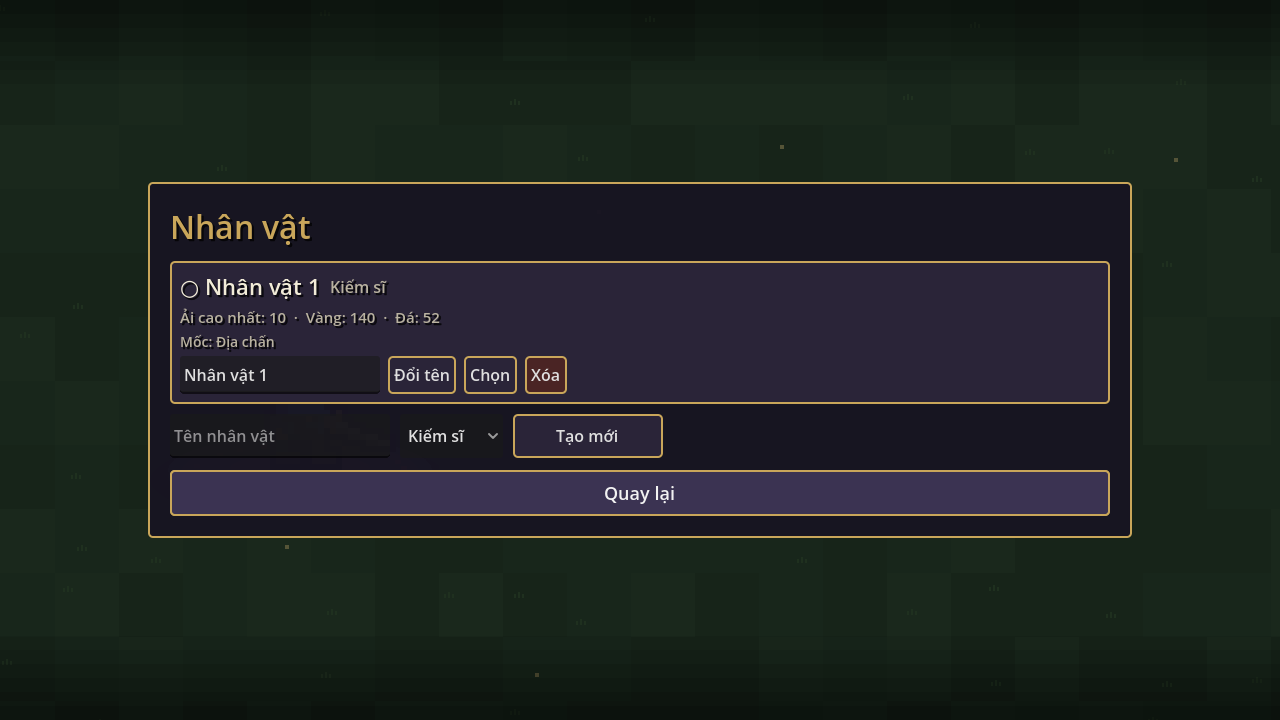 Nhân vật
○ Nhân vật 1 Kiếm sĩ
Ải cao nhất: 10 · Vàng: 140 · Đá: 52
Mốc: Địa chấn
Nhân vật 1 Đổi tên Chọn Xóa
Tên nhân vật Kiếm sĩ Tạo mới
Quay lại